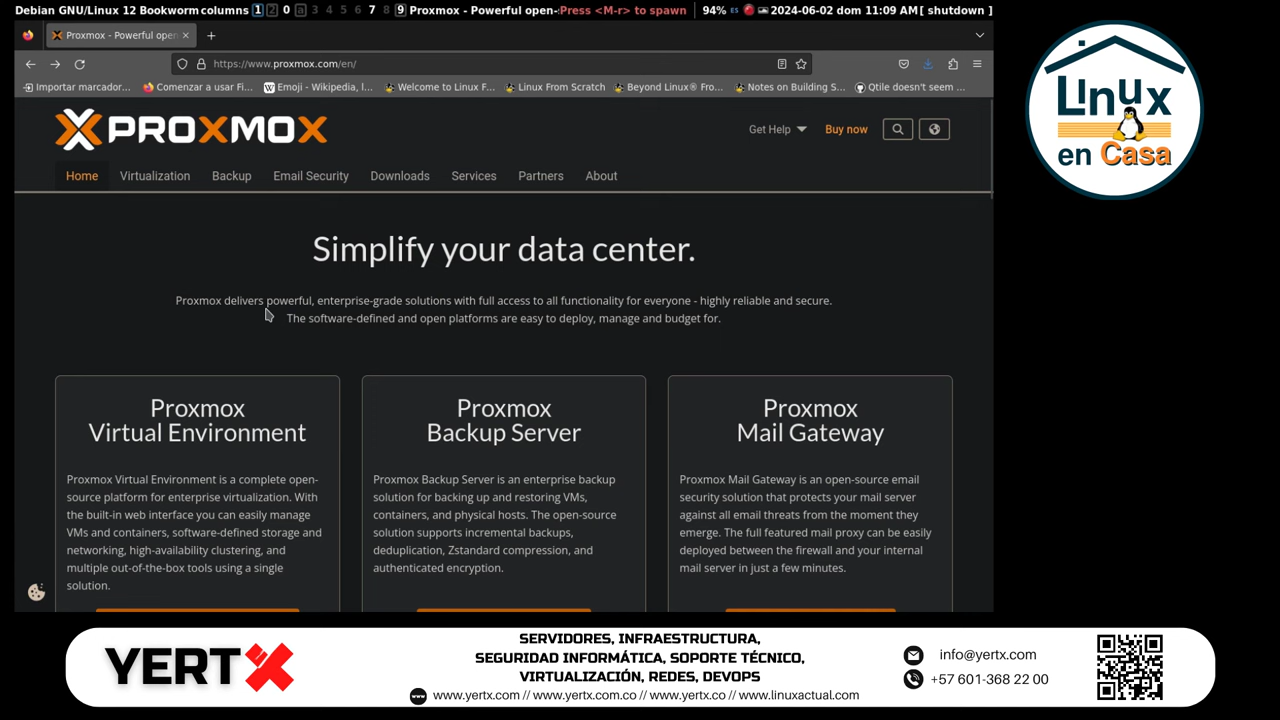 Debian GNU/Linux 12 Bookworm columns 1 2 0 a 3 4 5 6 7 8 9 Proxmox - Powerful open- Press <M-r> to spawn 94% ES 2024-06-02 dom 11:09 AM [ shutdown ]
Proxmox - Powerful open
https://www.proxmox.com/en/
Importar marcador... Comenzar a usar Fi... Emoji - Wikipedia, l... Welcome to Linux F... Linux From Scratch Beyond Linux® Fro... Notes on Building S... Qtile doesn't seem ...
PROXMOX
Get Help Buy now
Home Virtualization Backup Email Security Downloads Services Partners About
Simplify your data center.
Proxmox delivers powerful, enterprise-grade solutions with full access to all functionality for everyone - highly reliable and secure.
The software-defined and open platforms are easy to deploy, manage and budget for.
Proxmox
Virtual Environment
Proxmox Virtual Environment is a complete open-
source platform for enterprise virtualization. With
the built-in web interface you can easily manage
VMs and containers, software-defined storage and
networking, high-availability clustering, and
multiple out-of-the-box tools using a single
solution.
Proxmox
Backup Server
Proxmox Backup Server is an enterprise backup
solution for backing up and restoring VMs,
containers, and physical hosts. The open-source
solution supports incremental backups,
deduplication, Zstandard compression, and
authenticated encryption.
Proxmox
Mail Gateway
Proxmox Mail Gateway is an open-source email
security solution that protects your mail server
against all email threats from the moment they
emerge. The full featured mail proxy can be easily
deployed between the firewall and your internal
mail server in just a few minutes.
Linux
en Casa
YERTX
SERVIDORES, INFRAESTRUCTURA,
SEGURIDAD INFORMÁTICA, SOPORTE TÉCNICO,
VIRTUALIZACIÓN, REDES, DEVOPS
www.yertx.com // www.yertx.com.co // www.yertx.co // www.linuxactual.com
info@yertx.com
+57 601-368 22 00